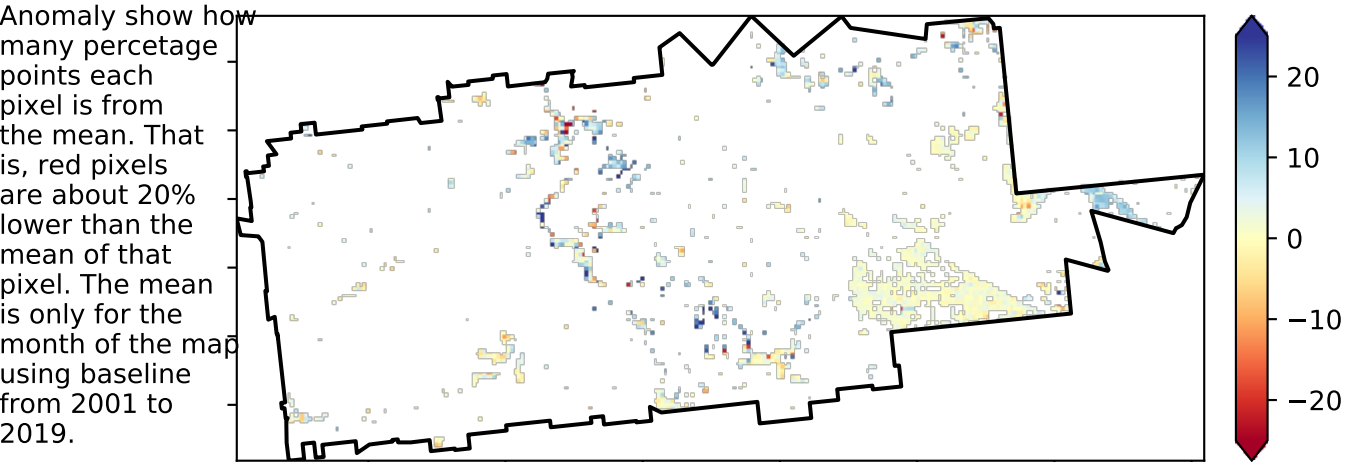 Anomaly show how
many percetage
points each
pixel is from
the mean. That
is, red pixels
are about 20%
lower than the
mean of that
pixel. The mean
is only for the
month of the map
using baseline
from 2001 to
2019.
20
10
0
−10
−20